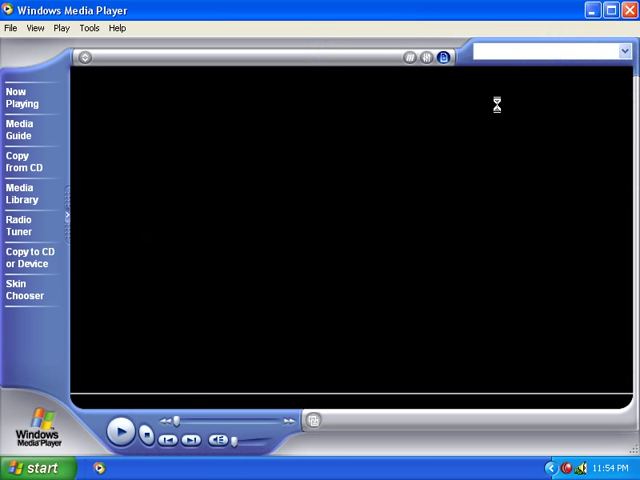 Windows Media Player
File View Play Tools Help
Now
Playing
Media
Guide
Copy
from CD
Media
Library
Radio
Tuner
Copy to CD
or Device
Skin
Chooser
Windows
Media Player
start
11:54 PM